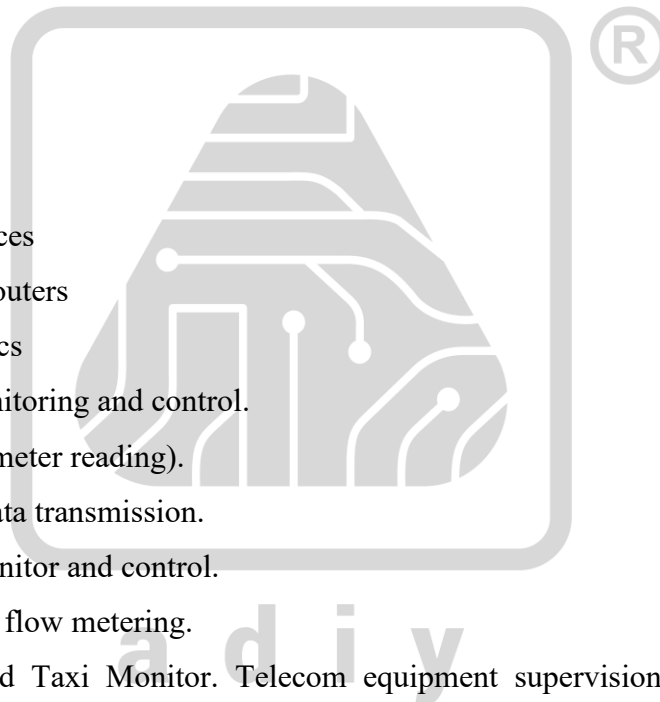 ®
ces
outers
cs
nitoring and control.
meter reading).
ata transmission.
nitor and control.
flow metering.
a d i y
d Taxi Monitor. Telecom equipment supervision